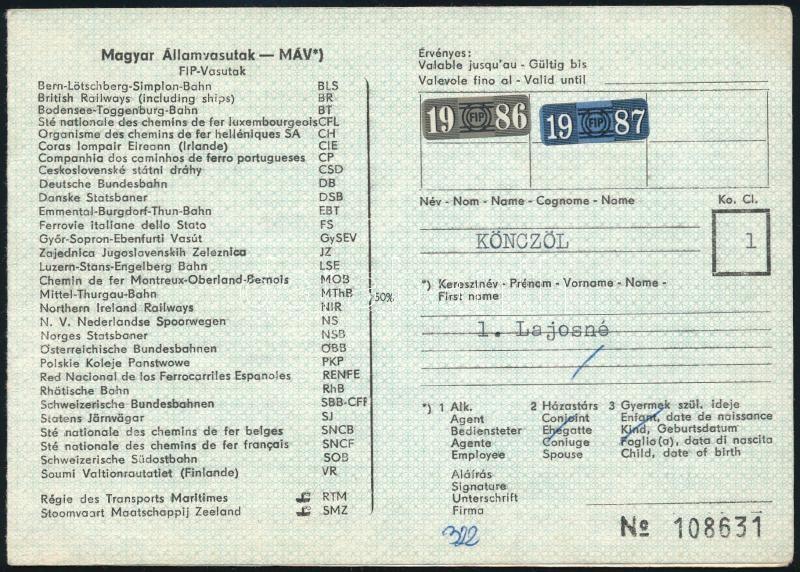 Magyar Államvasutak — MÁV*)
FIP-Vasutak
Bern-Lötschberg-Simplon-Bahn BLS
British Railways (including ships) BR
Bodensee-Toggenburg-Bahn BT
Sté nationale des chemins de fer luxembourgeois CFL
Organisme des chemins de fer helléniques SA CH
Coras Iompair Eireann (Irlande) CIE
Companhia dos caminhos de ferro portugueses CP
Ceskoslovenské státni dráhy CSD
Deutsche Bundesbahn DB
Danske Statsbaner DSB
Emmental-Burgdorf-Thun-Bahn EBT
Ferrovie italiane dello Stato FS
Győr-Sopron-Ebenfurti Vasút GySEV
Zajednica Jugoslovenskih Zeleznica JZ
Luzern-Stans-Engelberg Bahn LSE
Chemin de fer Montreux-Oberland-Bernois MOB
Mittel-Thurgau-Bahn MThB
50%
Northern Ireland Railways NIR
N. V. Nederlandse Spoorwegen NS
Norges Statsbaner NSB
Österreichische Bundesbahnen ÖBB
Polskie Koleje Panstwowe PKP
Red Nacional de los Ferrocarriles Espanoles RENFE
Rhätische Bahn RhB
Schweizerische Bundesbahnen SBB-CFF
Statens Järnvägar SJ
Sté nationale des chemins de fer belges SNCB
Sté nationale des chemins de fer français SNCF
Schweizerische Südostbahn SOB
Suomi Valtionrautatiet (Finlande) VR
Régie des Transports Maritimes RTM
Stoomvaart Maatschappij Zeeland SMZ
Érvényes:
Valable jusqu'au - Gültig bis
Valevole fino al - Valid until
19 FIP 86
19 FIP 87
Név - Nom - Name - Cognome - Name
Ko. Cl.
KÖNCZÖL
1
*) Keresztnév - Prénom - Vorname - Nome -
First name
1. Lajosné
*) 1 Alk. 2 Házastárs 3 Gyermek szül. ideje
Agent Conjoint Enfant, date de naissance
Bediensteter Ehegatte Kind, Geburtsdatum
Agente Coniuge Foglio(a), data di nascita
Employee Spouse Child, date of birth
Aláírás
Signature
Unterschrift
Firma
322
№ 108631